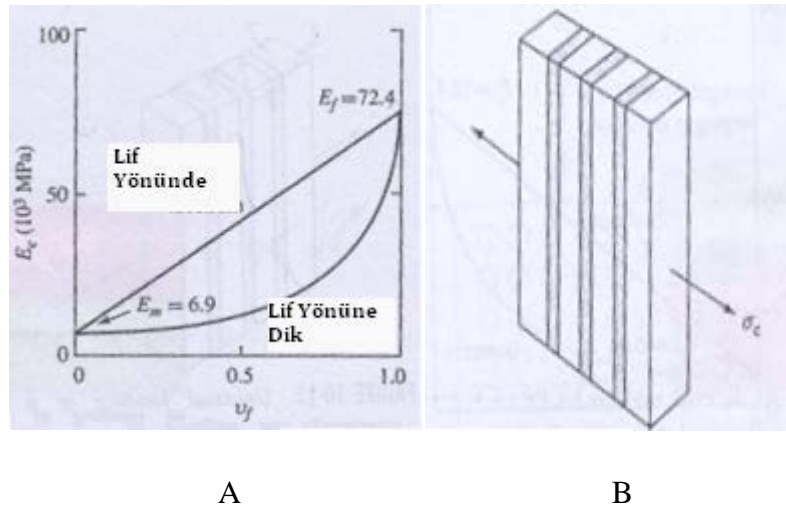 100
E_f = 72.4
Lif
Yönünde
50
E_c (10³ MPa)
E_m = 6.9
Lif Yönüne
Dik
0
0
0.5
1.0
υ_f
σ_c
A
B